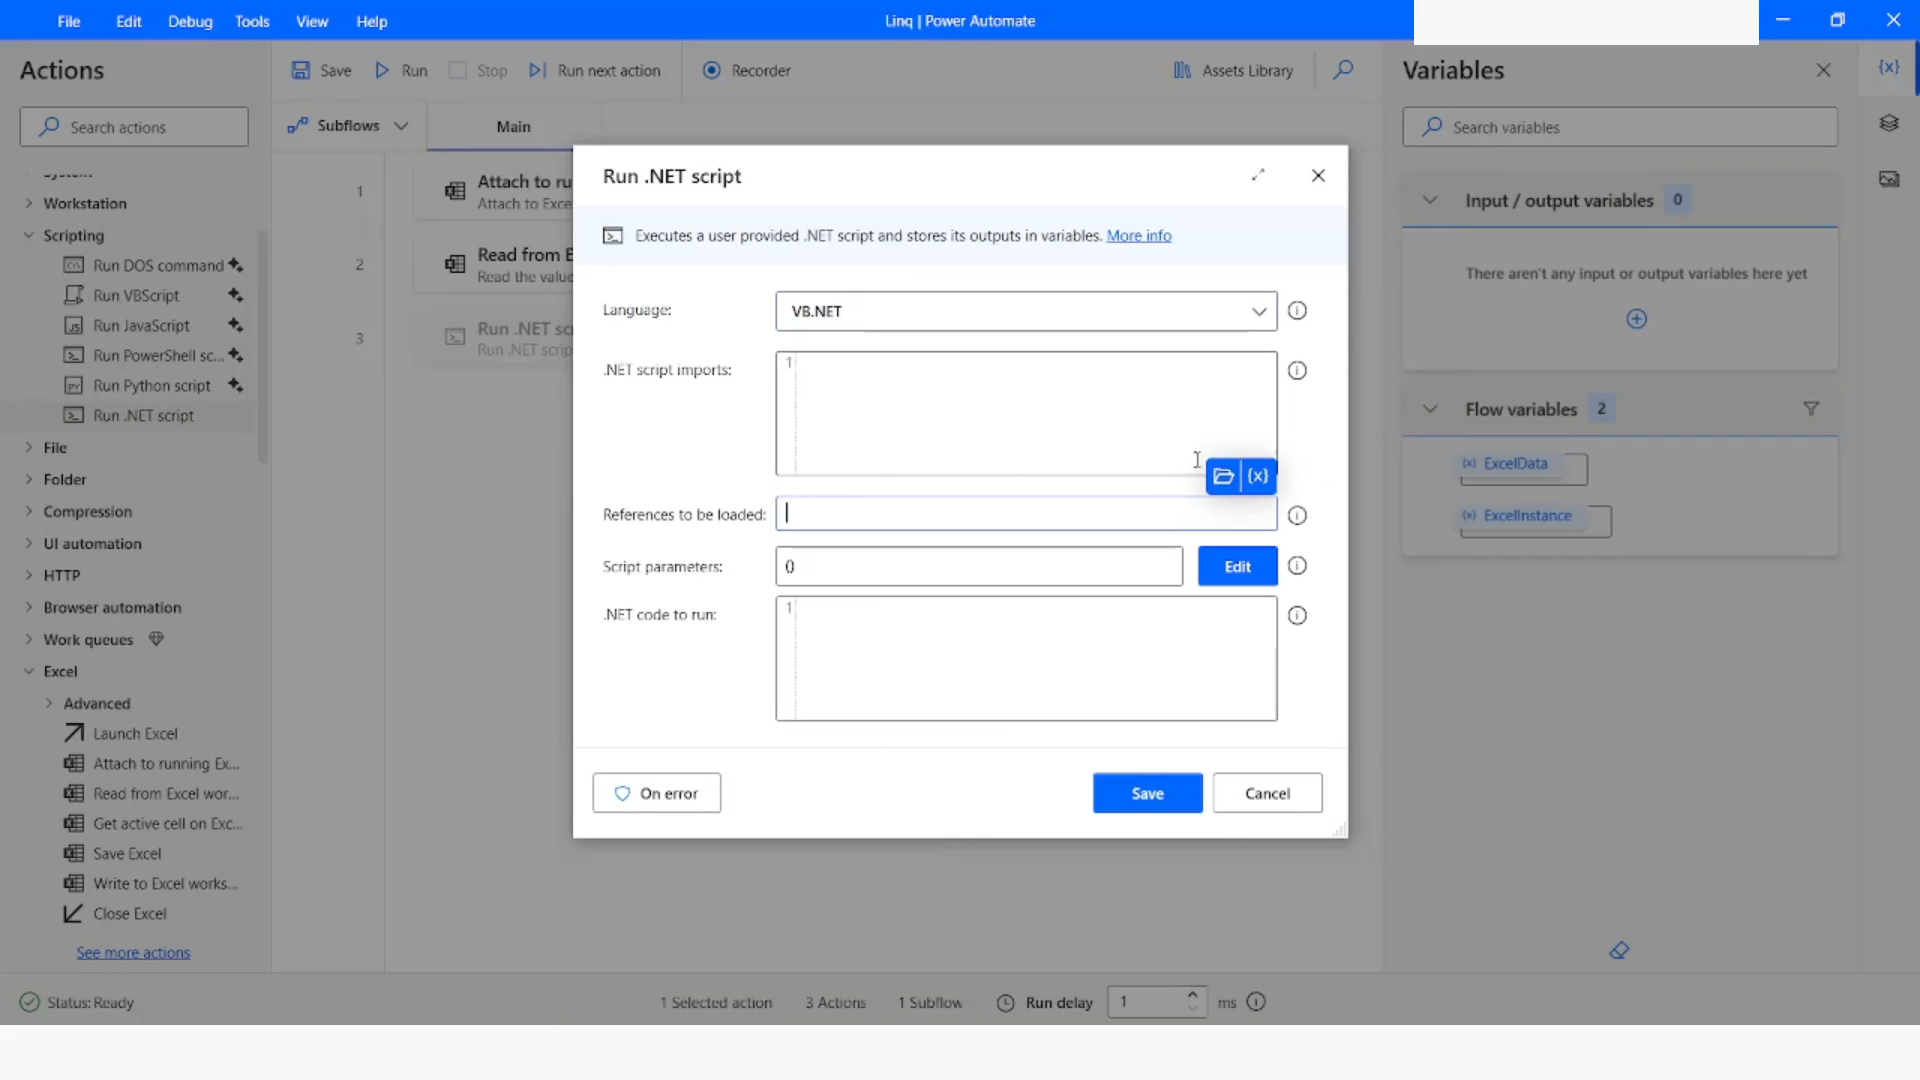 File Edit Debug Tools View Help
Linq | Power Automate
Actions
Search actions
System
Workstation
Scripting
Run DOS command
Run VBScript
Run JavaScript
Run PowerShell sc...
Run Python script
Run .NET script
File
Folder
Compression
UI automation
HTTP
Browser automation
Work queues
Excel
Advanced
Launch Excel
Attach to running Ex...
Read from Excel wor...
Get active cell on Exc...
Save Excel
Write to Excel works...
Close Excel
See more actions
Save Run Stop Run next action Recorder Assets Library
Subflows Main
1
Attach to ru
Attach to Exce
2
Read from E
Read the value
3
Run .NET scr
Run .NET scrip
Run .NET script
Executes a user provided .NET script and stores its outputs in variables. More info
Language: VB.NET
.NET script imports: 1
{x}
References to be loaded:
Script parameters: () Edit
.NET code to run: 1
On error Save Cancel
Variables
{x}
Search variables
Input / output variables 0
There aren't any input or output variables here yet
Flow variables 2
(x) ExcelData
(x) ExcelInstance
Status: Ready 1 Selected action 3 Actions 1 Subflow Run delay 1 ms